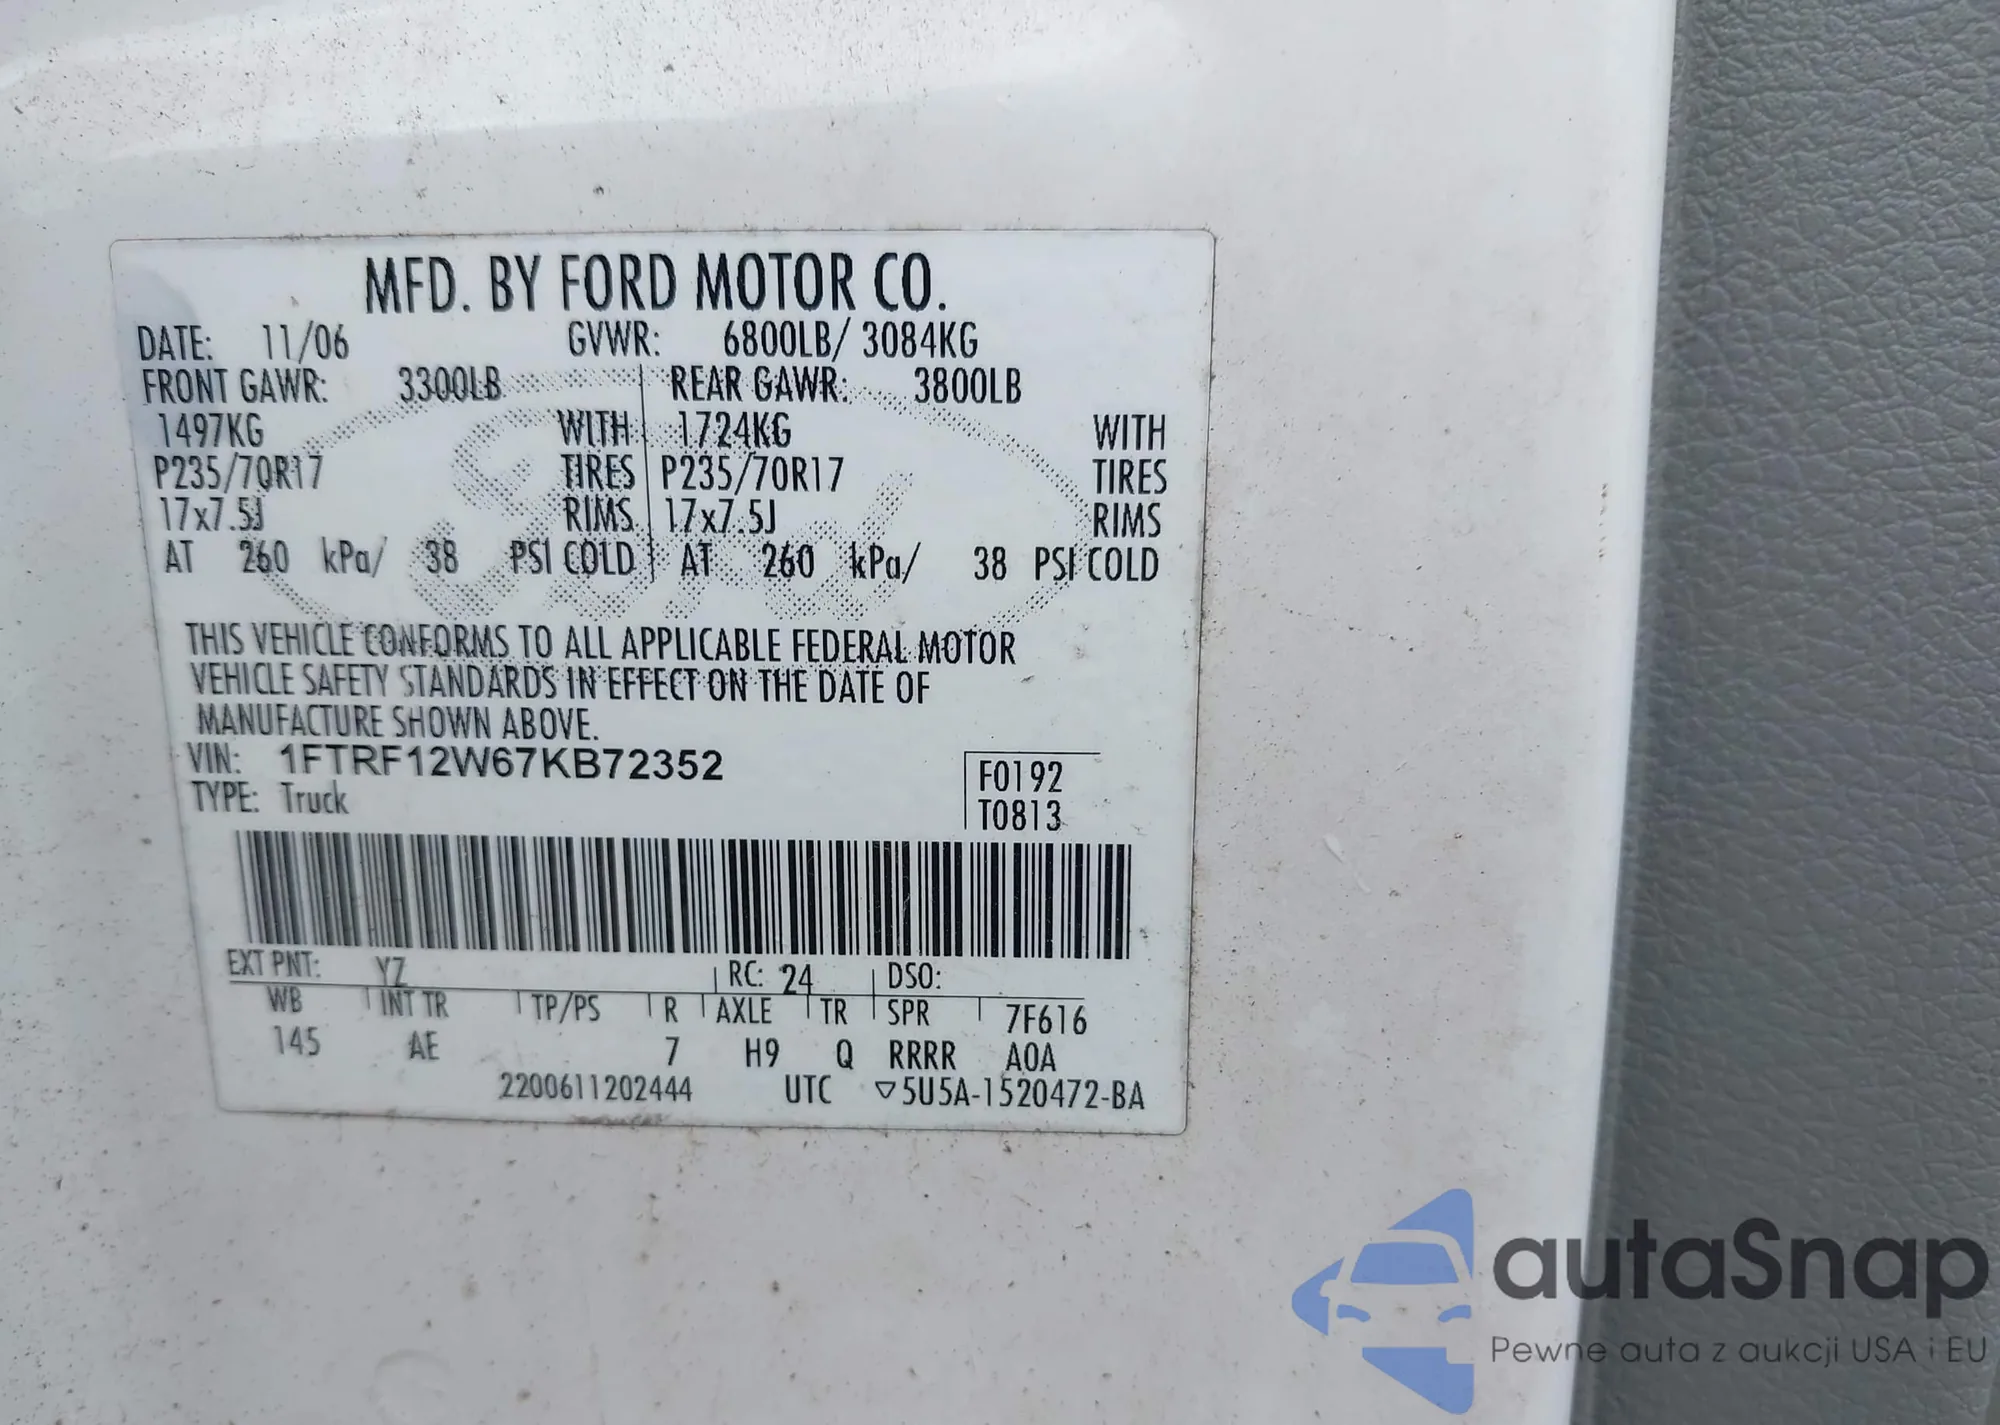 MFD. BY FORD MOTOR CO.
DATE: 11/06 GVWR: 6800LB/ 3084KG
FRONT GAWR: 3300LB REAR GAWR: 3800LB
1497KG WITH 1724KG WITH
P235/70R17 TIRES P235/70R17 TIRES
17x7.5J RIMS 17x7.5J RIMS
AT 260 kPa/ 38 PSI COLD AT 260 kPa/ 38 PSI COLD
THIS VEHICLE CONFORMS TO ALL APPLICABLE FEDERAL MOTOR
VEHICLE SAFETY STANDARDS IN EFFECT ON THE DATE OF
MANUFACTURE SHOWN ABOVE.
VIN: 1FTRF12W67KB72352
TYPE: Truck
F0192
T0813
EXT PNT: YZ RC: 24 DSO:
WB INT TR TP/PS R AXLE TR SPR 7F616
145 AE 7 H9 Q RRRR AOA
2200611202444 UTC ▽5U5A-1520472-BA
autaSnap
Pewne auta z aukcji USA i EU